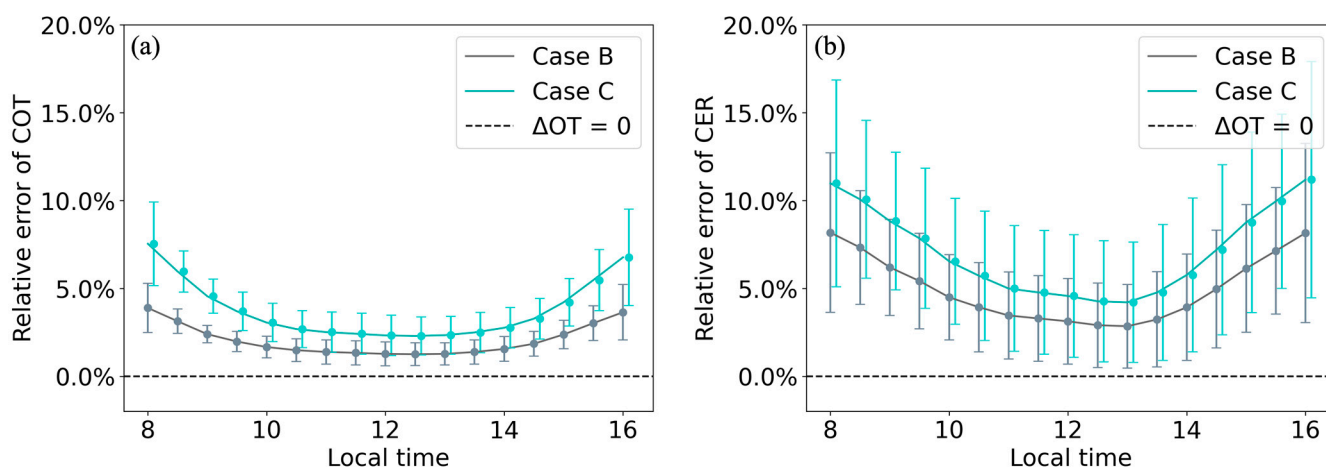 (a)
Case B
Case C
ΔOT = 0
20.0%
15.0%
10.0%
5.0%
0.0%
Relative error of COT
8
10
12
14
16
Local time
(b)
Case B
Case C
ΔOT = 0
20.0%
15.0%
10.0%
5.0%
0.0%
Relative error of CER
8
10
12
14
16
Local time